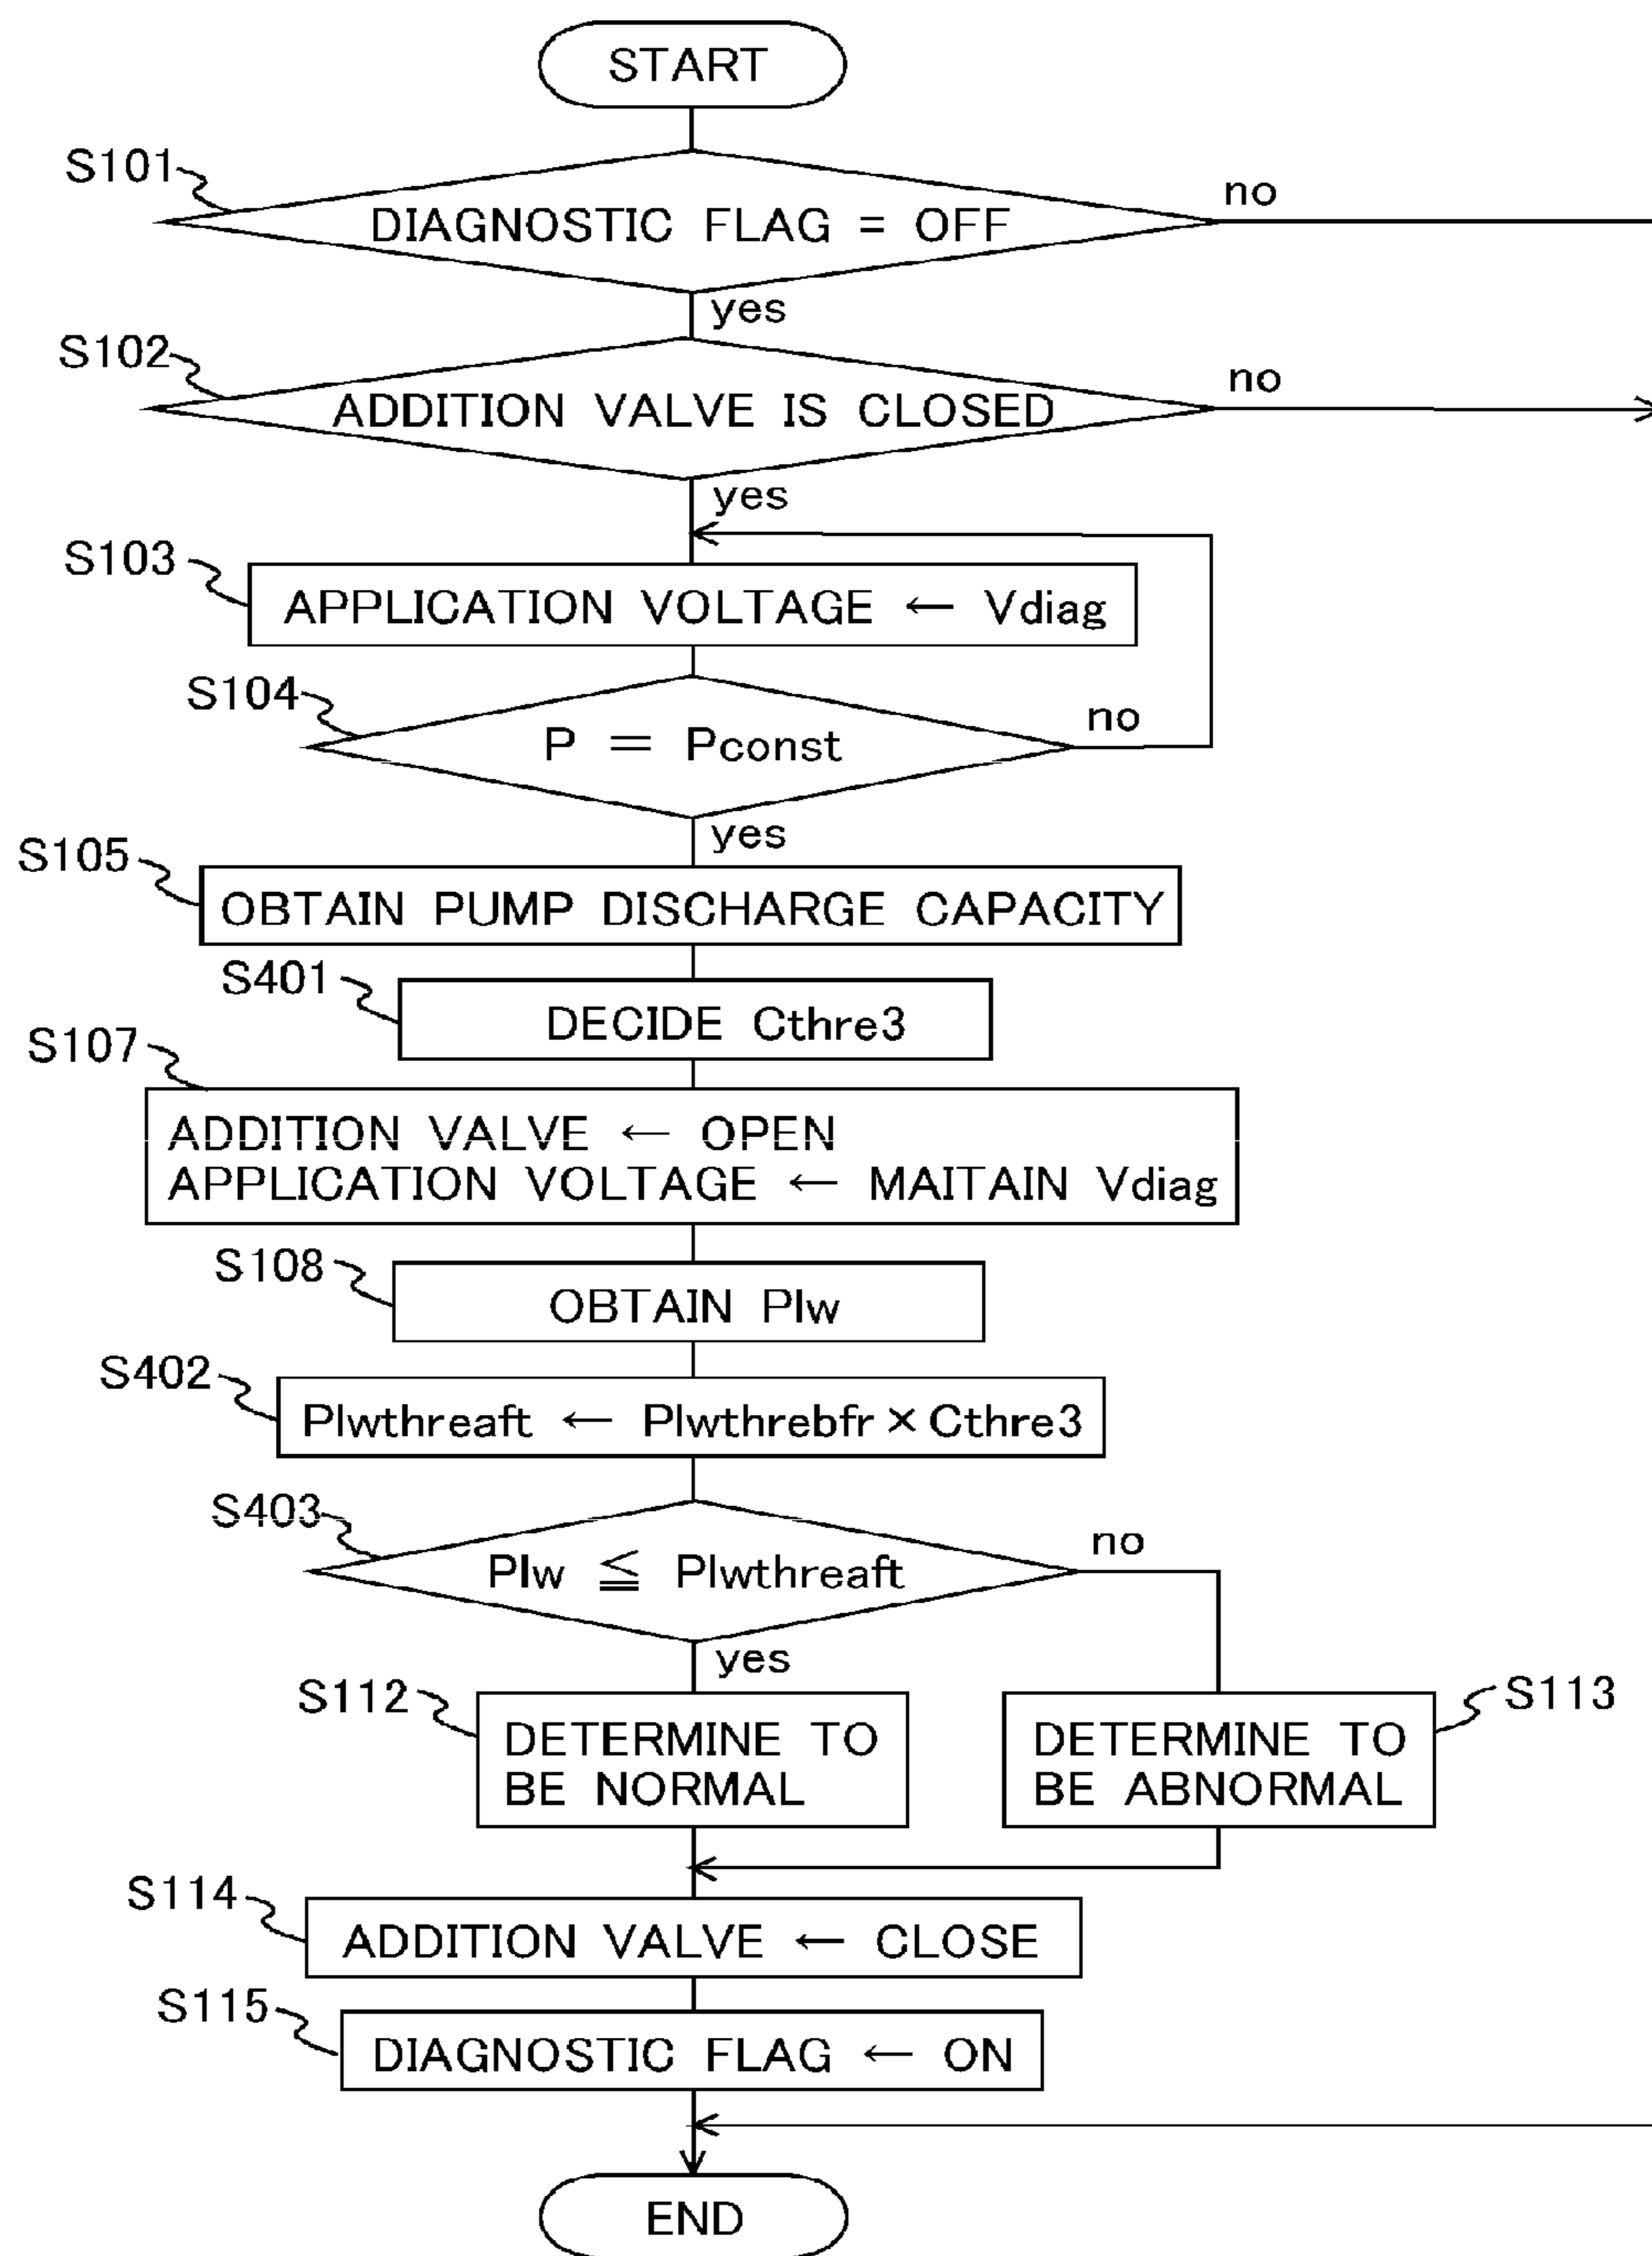 START
S101
DIAGNOSTIC FLAG = OFF
no
yes
S102
ADDITION VALVE IS CLOSED
no
yes
S103
APPLICATION VOLTAGE ← Vdiag
S104
P = Pconst
no
yes
S105
OBTAIN PUMP DISCHARGE CAPACITY
S401
DECIDE Cthre3
S107
ADDITION VALVE ← OPEN
APPLICATION VOLTAGE ← MAITAIN Vdiag
S108
OBTAIN Plw
S402
Plwthreaft ← Plwthrebfr × Cthre3
S403
Plw ≦ Plwthreaft
no
yes
S112
DETERMINE TO
BE NORMAL
S113
DETERMINE TO
BE ABNORMAL
S114
ADDITION VALVE ← CLOSE
S115
DIAGNOSTIC FLAG ← ON
END